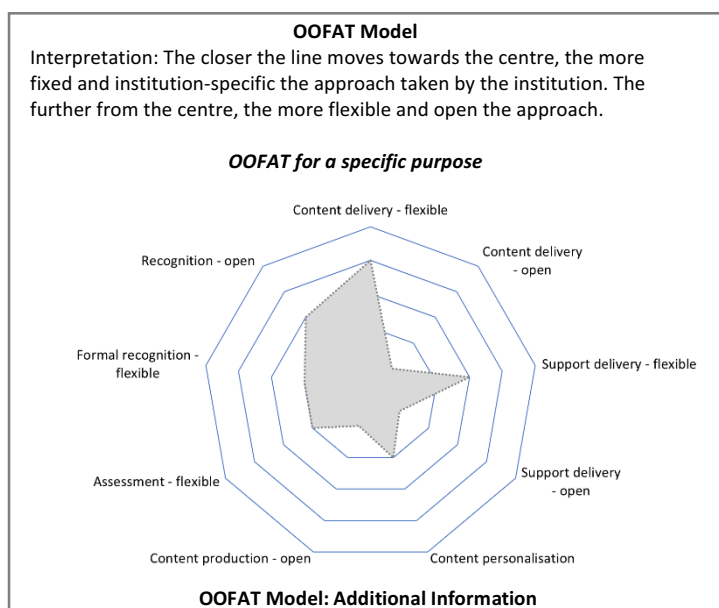 OOFAT Model
Interpretation: The closer the line moves towards the centre, the more
fixed and institution-specific the approach taken by the institution. The
further from the centre, the more flexible and open the approach.
OOFAT for a specific purpose
Content delivery - flexible
Content delivery
- open
Recognition - open
Formal recognition -
flexible
Support delivery - flexible
Assessment - flexible
Support delivery
- open
Content production - open
Content personalisation
OOFAT Model: Additional Information